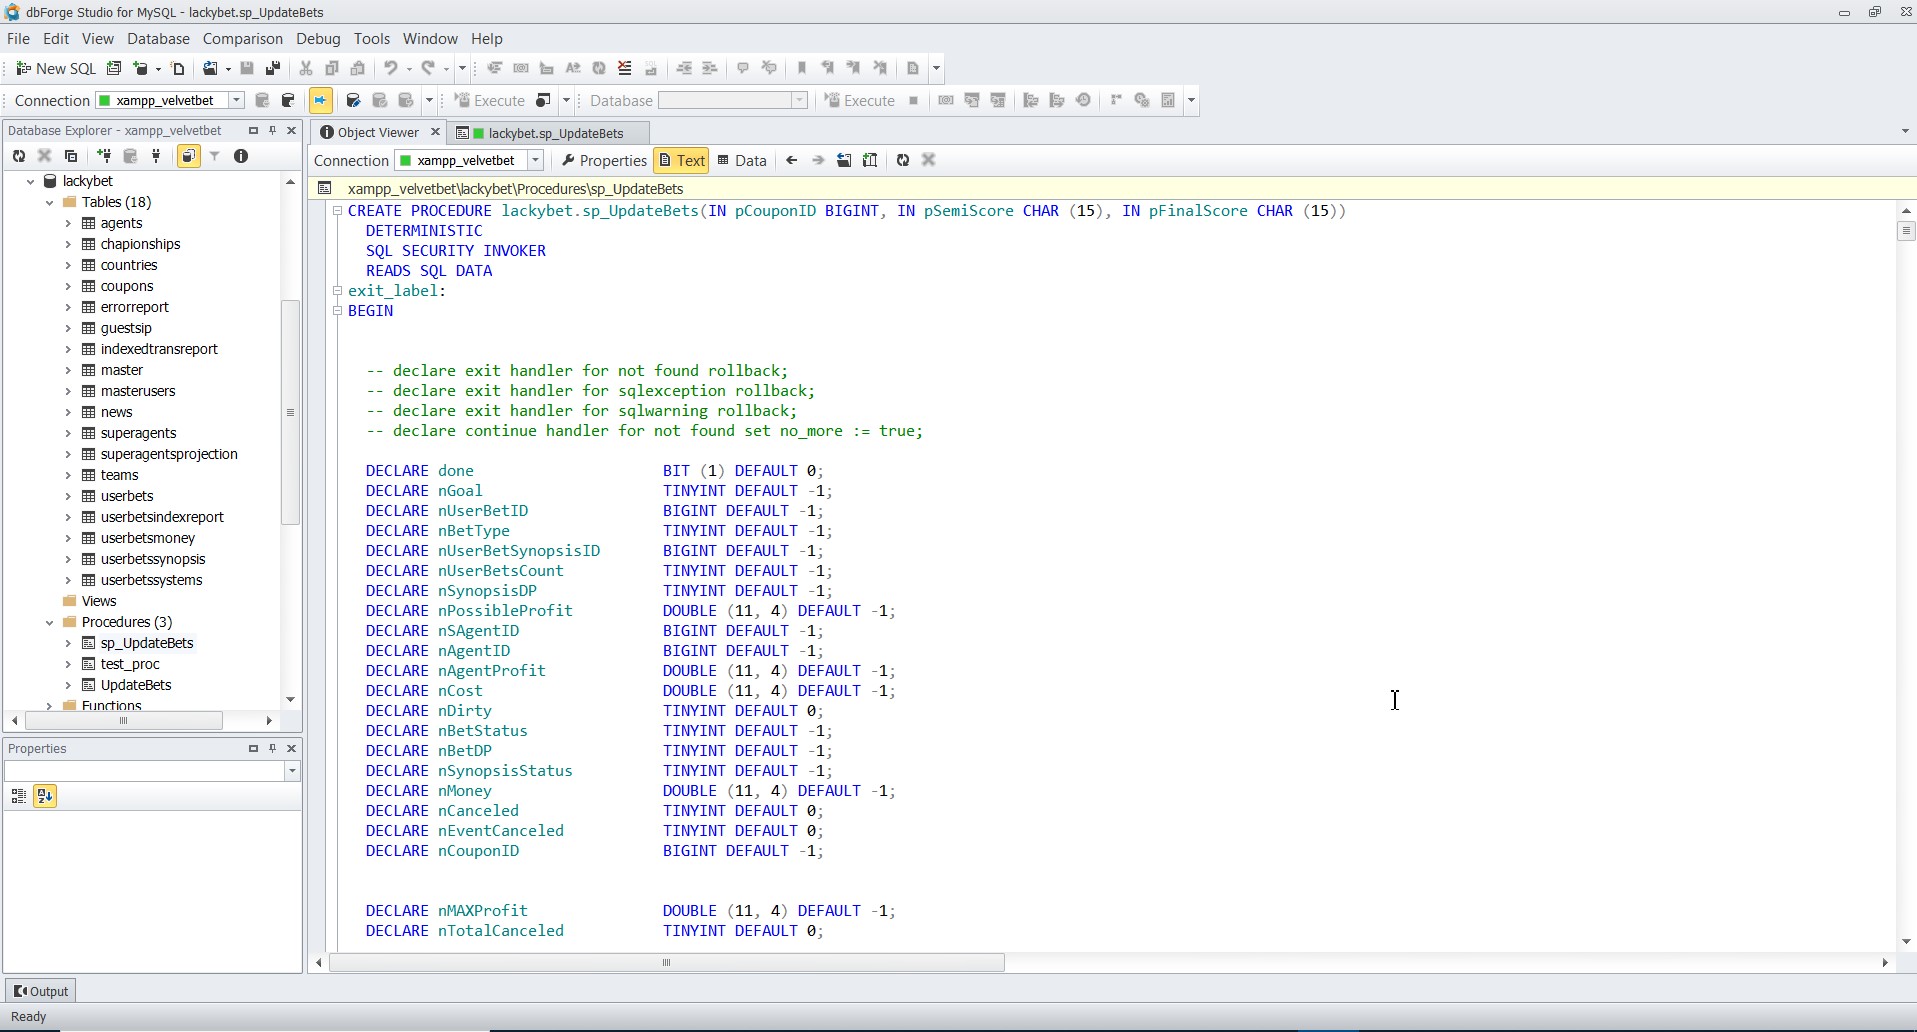 dbForge Studio for MySQL - lackybet.sp_UpdateBets
File Edit View Database Comparison Debug Tools Window Help
New SQL
Connection xampp_velvetbet Execute Database Execute
Database Explorer - xampp_velvetbet
lackybet
Tables (18)
agents
chapionships
countries
coupons
errorreport
guestsip
indexedtransreport
master
masterusers
news
superagents
superagentsprojection
teams
userbets
userbetsindexreport
userbetsmoney
userbetssynopsis
userbetssystems
Views
Procedures (3)
sp_UpdateBets
test_proc
UpdateBets
Functions
Properties
Object Viewer lackybet.sp_UpdateBets
Connection xampp_velvetbet Properties Text Data
xampp_velvetbet\lackybet\Procedures\sp_UpdateBets
CREATE PROCEDURE lackybet.sp_UpdateBets(IN pCouponID BIGINT, IN pSemiScore CHAR (15), IN pFinalScore CHAR (15))
DETERMINISTIC
SQL SECURITY INVOKER
READS SQL DATA
exit_label:
BEGIN
-- declare exit handler for not found rollback;
-- declare exit handler for sqlexception rollback;
-- declare exit handler for sqlwarning rollback;
-- declare continue handler for not found set no_more := true;
DECLARE done BIT (1) DEFAULT 0;
DECLARE nGoal TINYINT DEFAULT -1;
DECLARE nUserBetID BIGINT DEFAULT -1;
DECLARE nBetType TINYINT DEFAULT -1;
DECLARE nUserBetSynopsisID BIGINT DEFAULT -1;
DECLARE nUserBetsCount TINYINT DEFAULT -1;
DECLARE nSynopsisDP TINYINT DEFAULT -1;
DECLARE nPossibleProfit DOUBLE (11, 4) DEFAULT -1;
DECLARE nSAgentID BIGINT DEFAULT -1;
DECLARE nAgentID BIGINT DEFAULT -1;
DECLARE nAgentProfit DOUBLE (11, 4) DEFAULT -1;
DECLARE nCost DOUBLE (11, 4) DEFAULT -1;
DECLARE nDirty TINYINT DEFAULT 0;
DECLARE nBetStatus TINYINT DEFAULT -1;
DECLARE nBetDP TINYINT DEFAULT -1;
DECLARE nSynopsisStatus TINYINT DEFAULT -1;
DECLARE nMoney DOUBLE (11, 4) DEFAULT -1;
DECLARE nCanceled TINYINT DEFAULT 0;
DECLARE nEventCanceled TINYINT DEFAULT 0;
DECLARE nCouponID BIGINT DEFAULT -1;
DECLARE nMAXProfit DOUBLE (11, 4) DEFAULT -1;
DECLARE nTotalCanceled TINYINT DEFAULT 0;
Output
Ready